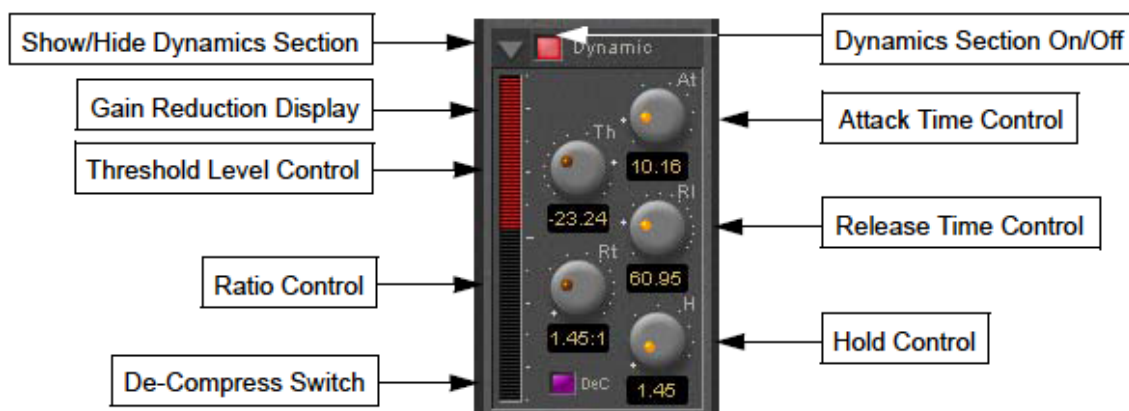 Show/Hide Dynamics Section
Dynamic
Dynamics Section On/Off
Gain Reduction Display
At
Attack Time Control
Th
10.16
Threshold Level Control
Rl
-23.24
Release Time Control
Rt
60.95
Ratio Control
H
1.45:1
Hold Control
De-Compress Switch
DeC
1.45